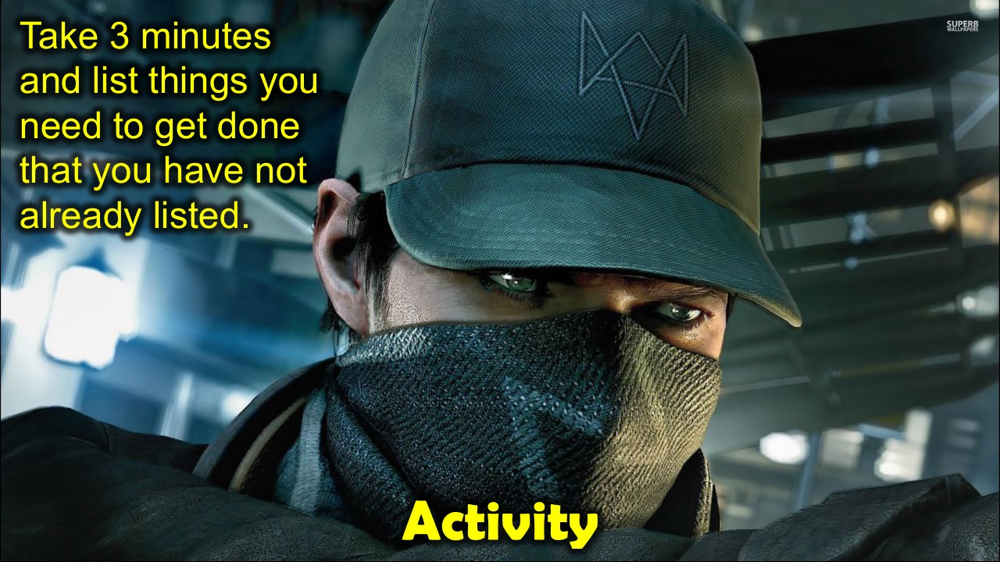 Take 3 minutes
and list things you
need to get done
that you have not
already listed.
SUPERB
WALLPAPERS
Activity